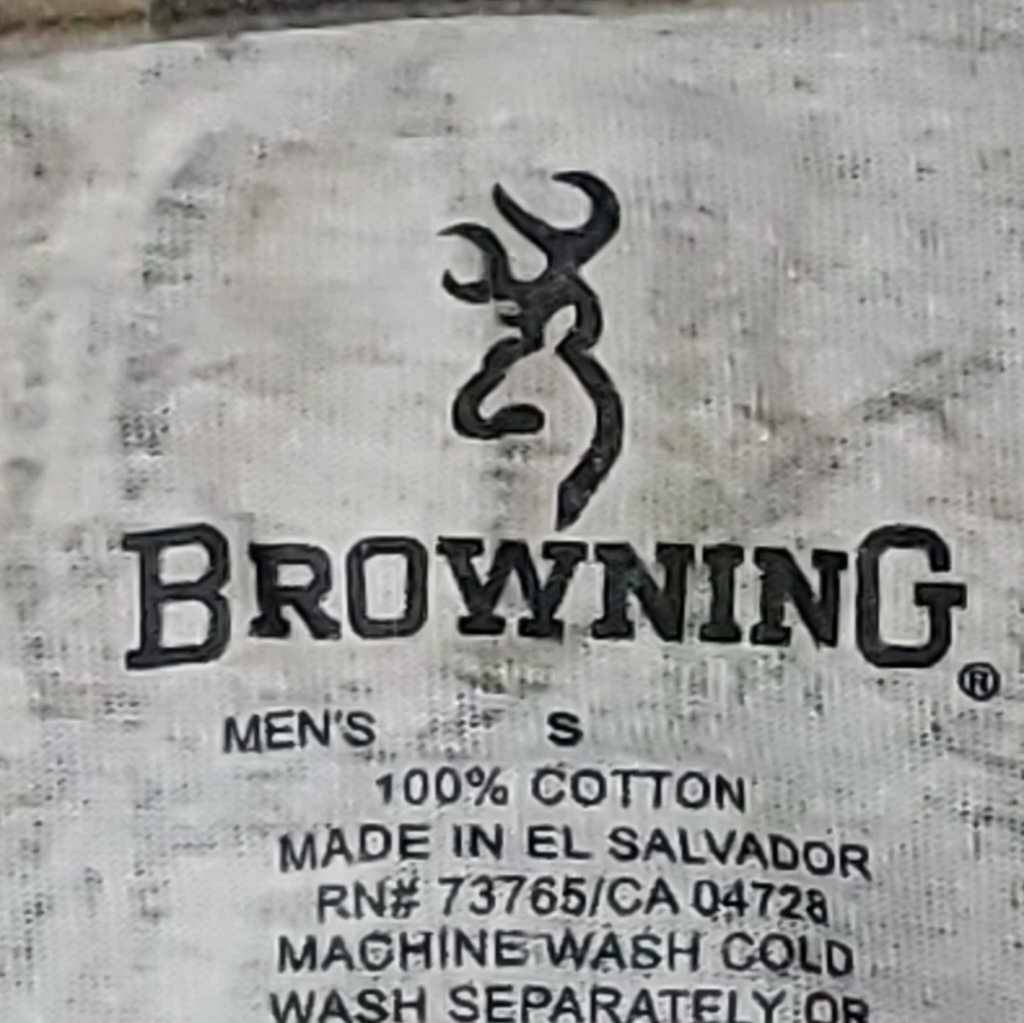 BROWNING®
MEN'S S
100% COTTON
MADE IN EL SALVADOR
RN# 73765/CA 04728
MACHINE WASH COLD
WASH SEPARATELY OR